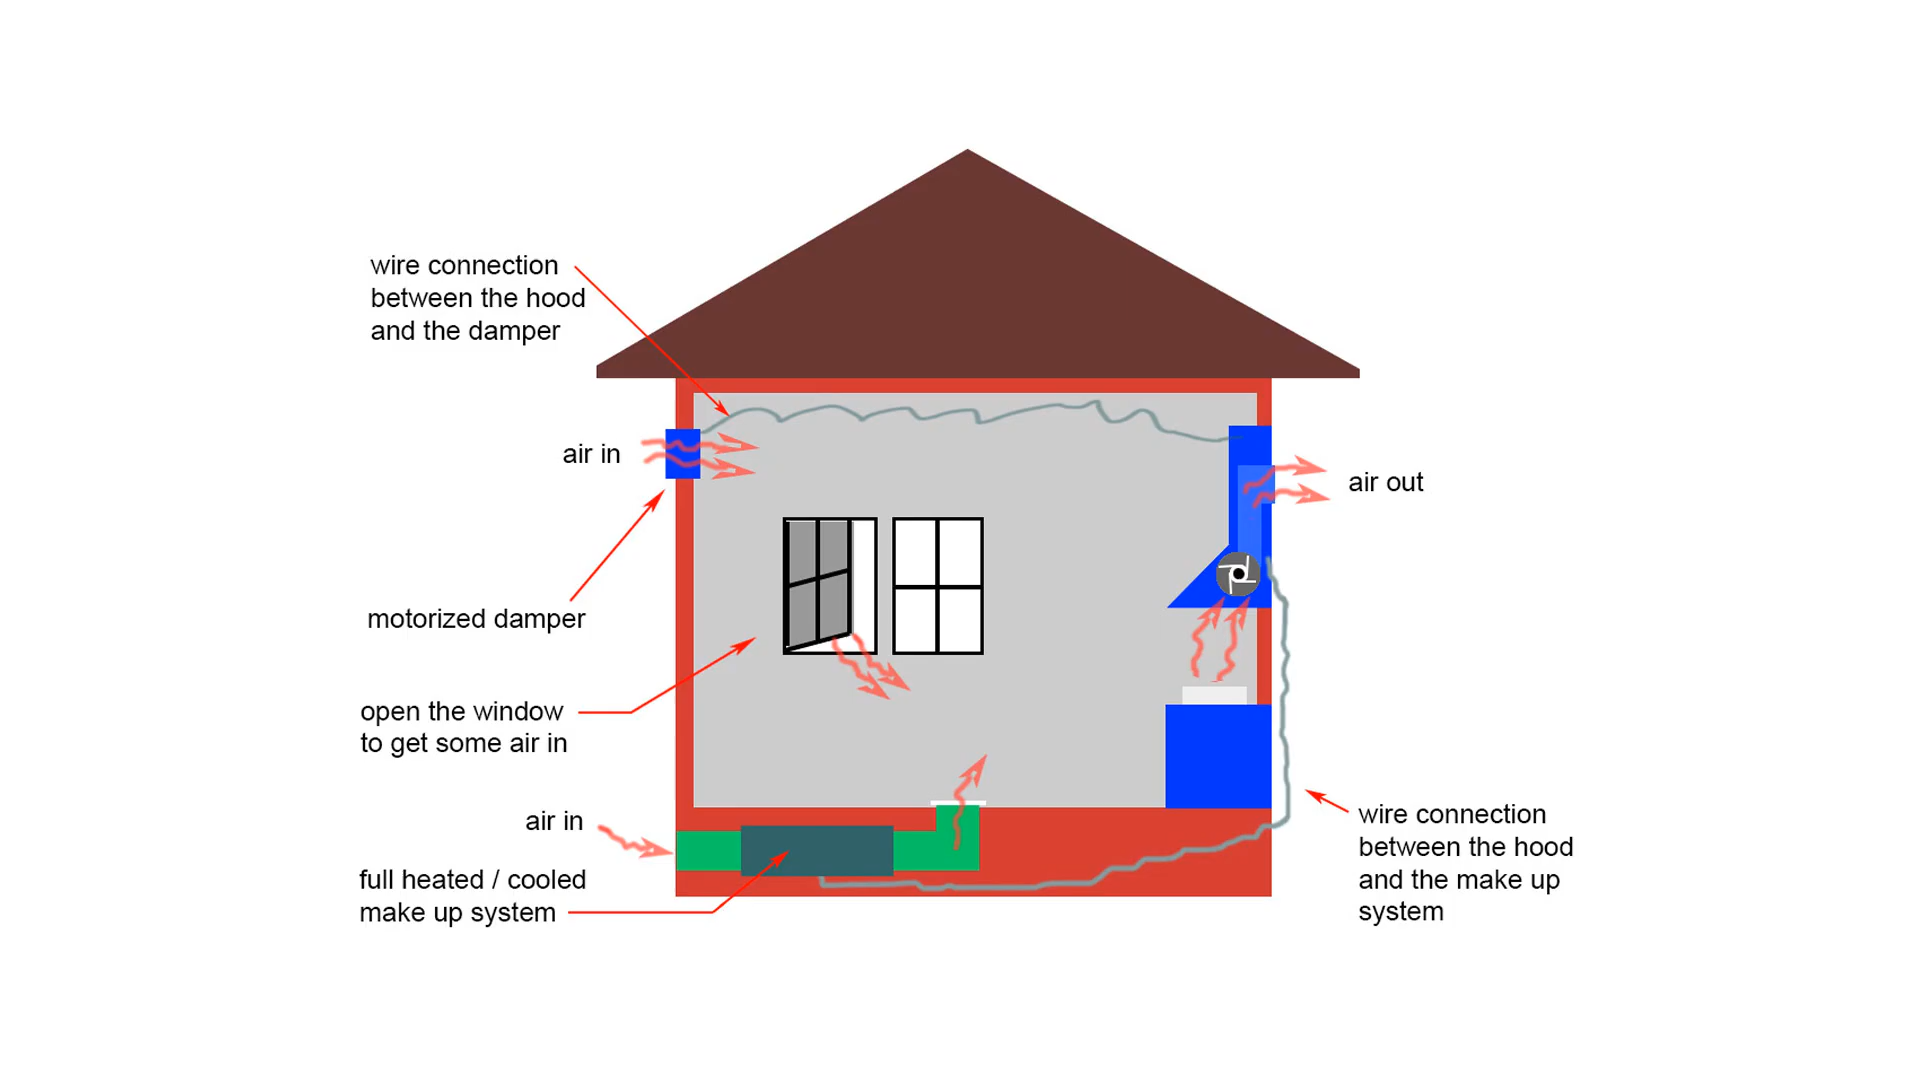 wire connection
between the hood
and the damper
air in
air out
motorized damper
open the window
to get some air in
air in
wire connection
between the hood
and the make up
system
full heated / cooled
make up system